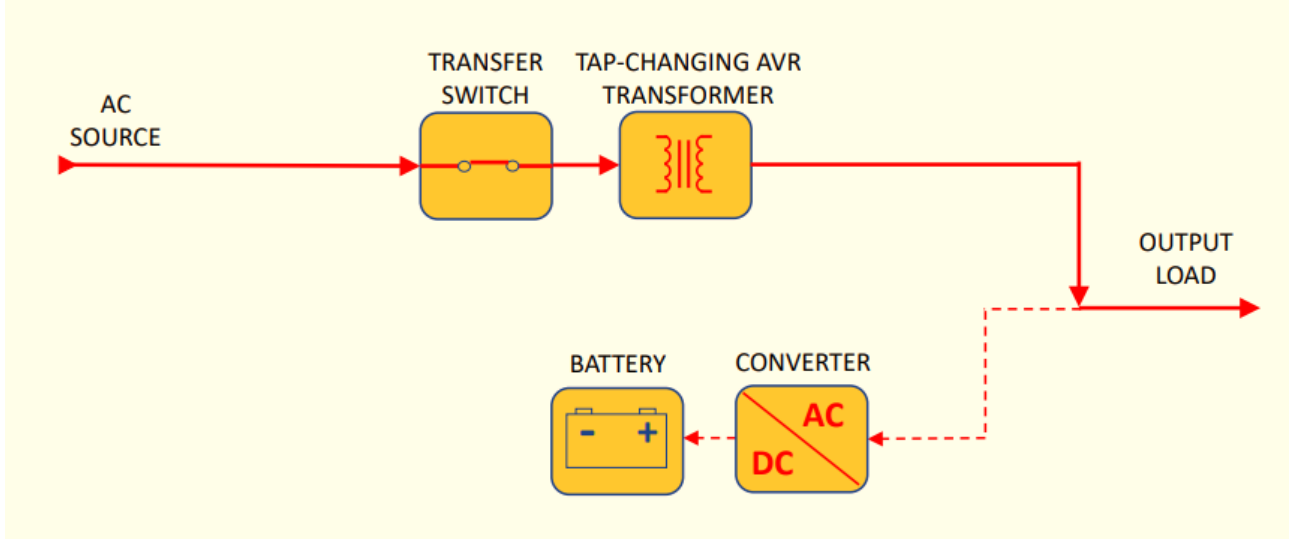 TRANSFER
SWITCH
TAP-CHANGING AVR
TRANSFORMER
AC
SOURCE
OUTPUT
LOAD
BATTERY
CONVERTER
- +
AC
DC